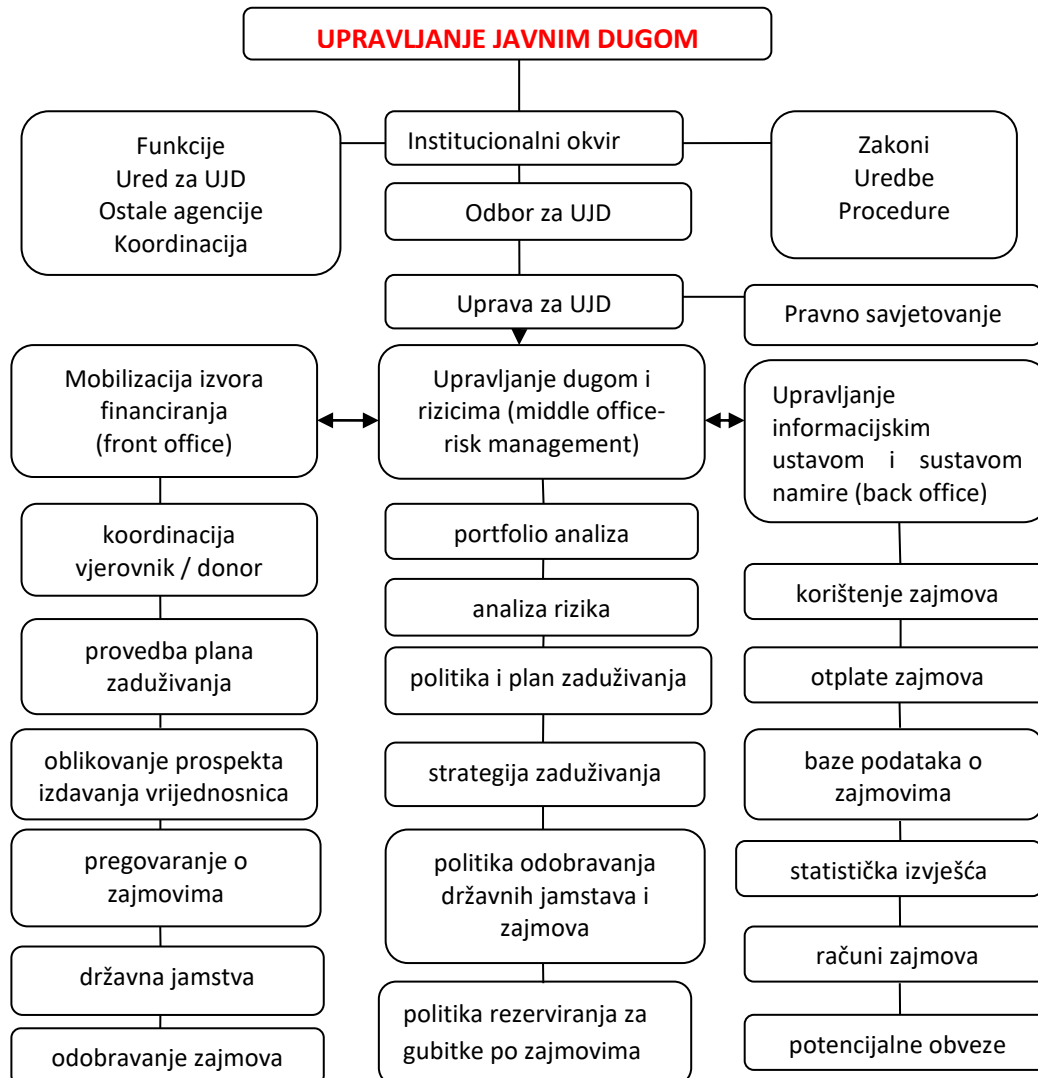 UPRAVLJANJE JAVNIM DUGOM
Funkcije
Ured za UJD
Ostale agencije
Koordinacija
Institucionalni okvir
Zakoni
Uredbe
Procedure
Odbor za UJD
Uprava za UJD
Pravno savjetovanje
Mobilizacija izvora
financiranja
(front office)
Upravljanje dugom i
rizicima (middle office-
risk management)
Upravljanje
informacijskim
ustavom i sustavom
namire (back office)
koordinacija
vjerovnik / donor
provedba plana
zaduživanja
oblikovanje prospekta
izdavanja vrijednosnica
pregovaranje o
zajmovima
državna jamstva
odobravanje zajmova
portfolio analiza
analiza rizika
politika i plan zaduživanja
strategija zaduživanja
politika odobravanja
državnih jamstava i
zajmova
politika rezerviranja za
gubitke po zajmovima
korištenje zajmova
otplate zajmova
baze podataka o
zajmovima
statistička izvješća
računi zajmova
potencijalne obveze